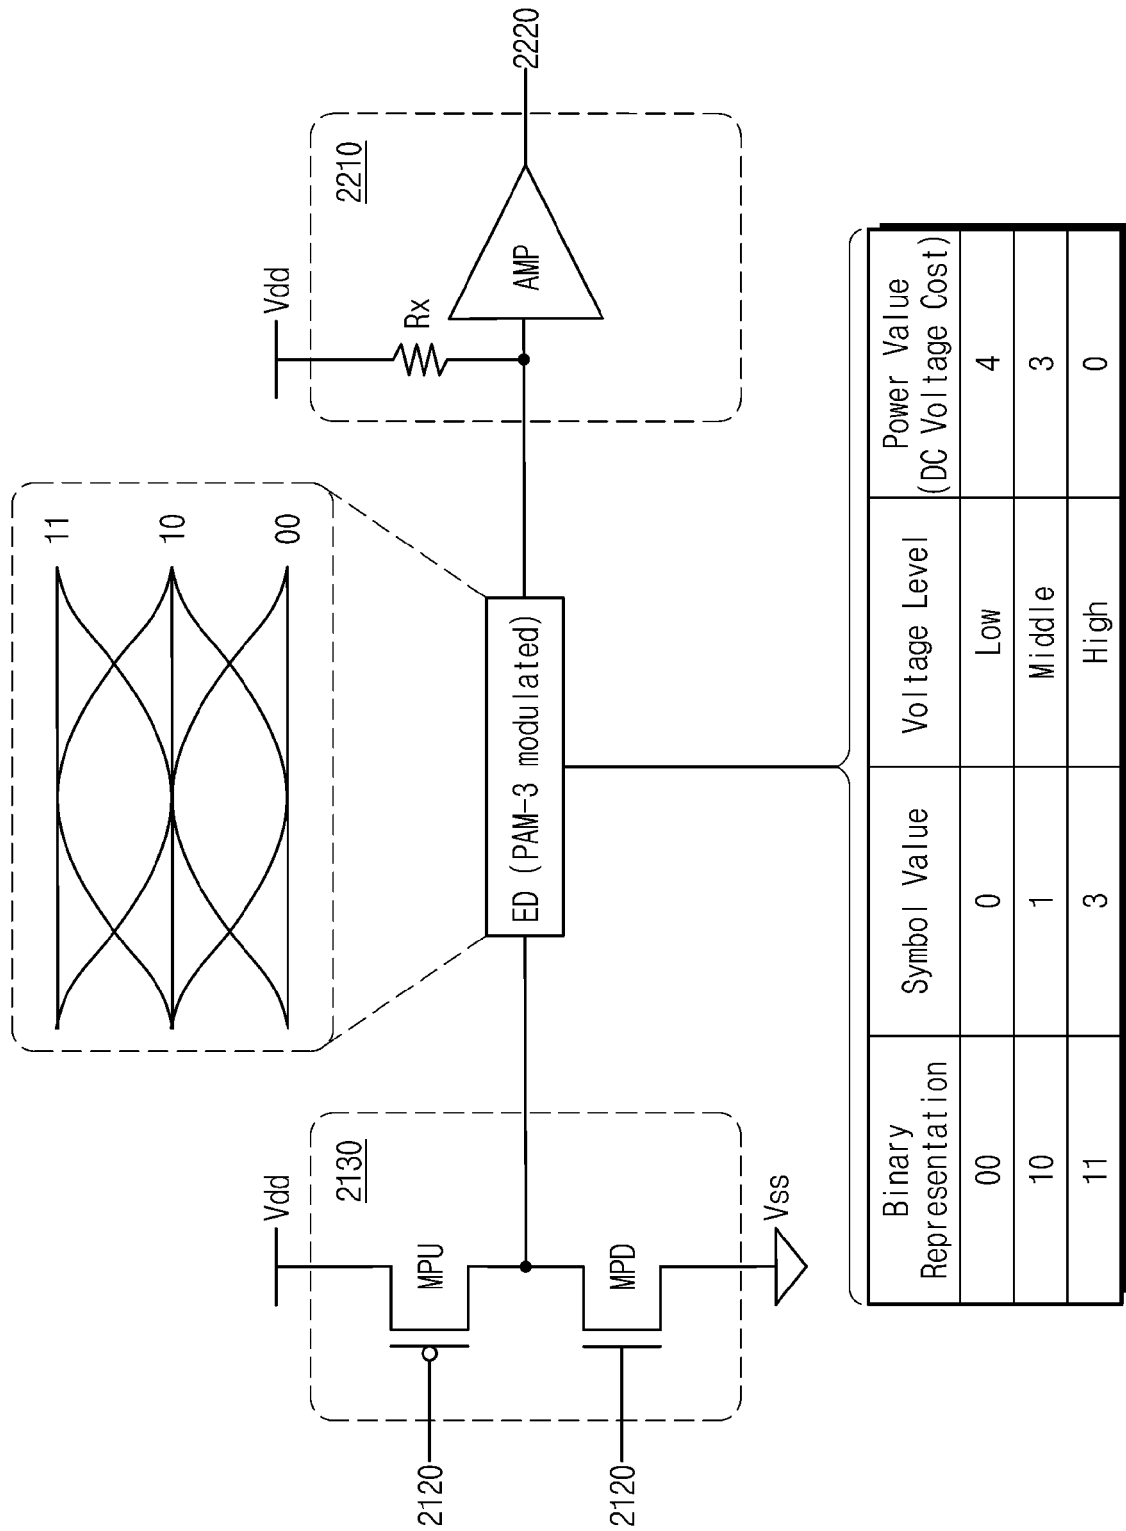 11
10
00
Vdd
2130
MPU
MPD
Vss
2120
2120
ED (PAM-3 modulated)
Vdd
2210
Rx
AMP
2220
Binary
Representation
Symbol Value
Voltage Level
Power Value
(DC Voltage Cost)
00
0
Low
4
10
1
Middle
3
11
3
High
0